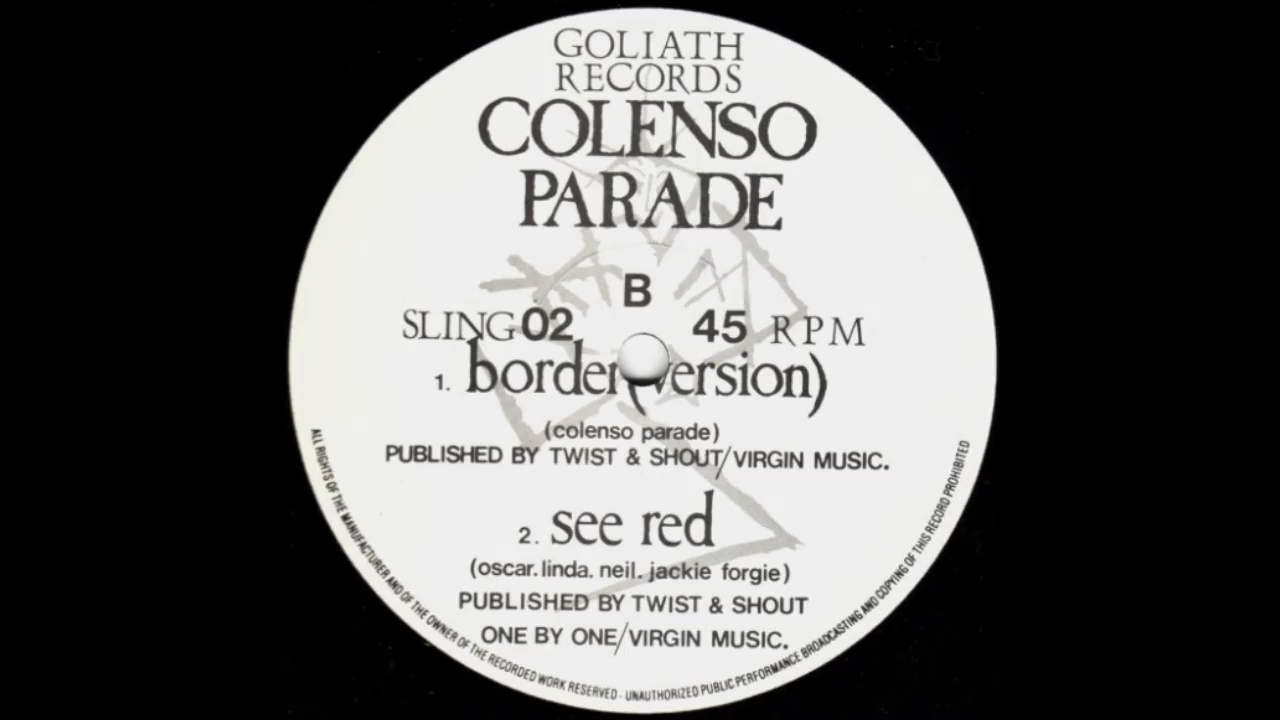 GOLIATH
RECORDS
COLENSO
PARADE
B
SLING 02 45 RPM
1. border (version)
(colenso parade)
PUBLISHED BY TWIST & SHOUT/VIRGIN MUSIC.
2. see red
(oscar. linda. neil. jackie forgie)
PUBLISHED BY TWIST & SHOUT
ONE BY ONE/VIRGIN MUSIC.
ALL RIGHTS OF THE MANUFACTURER AND OF THE OWNER OF THE RECORDED WORK RESERVED - UNAUTHORIZED PUBLIC PERFORMANCE BROADCASTING AND COPYING OF THIS RECORD PROHIBITED